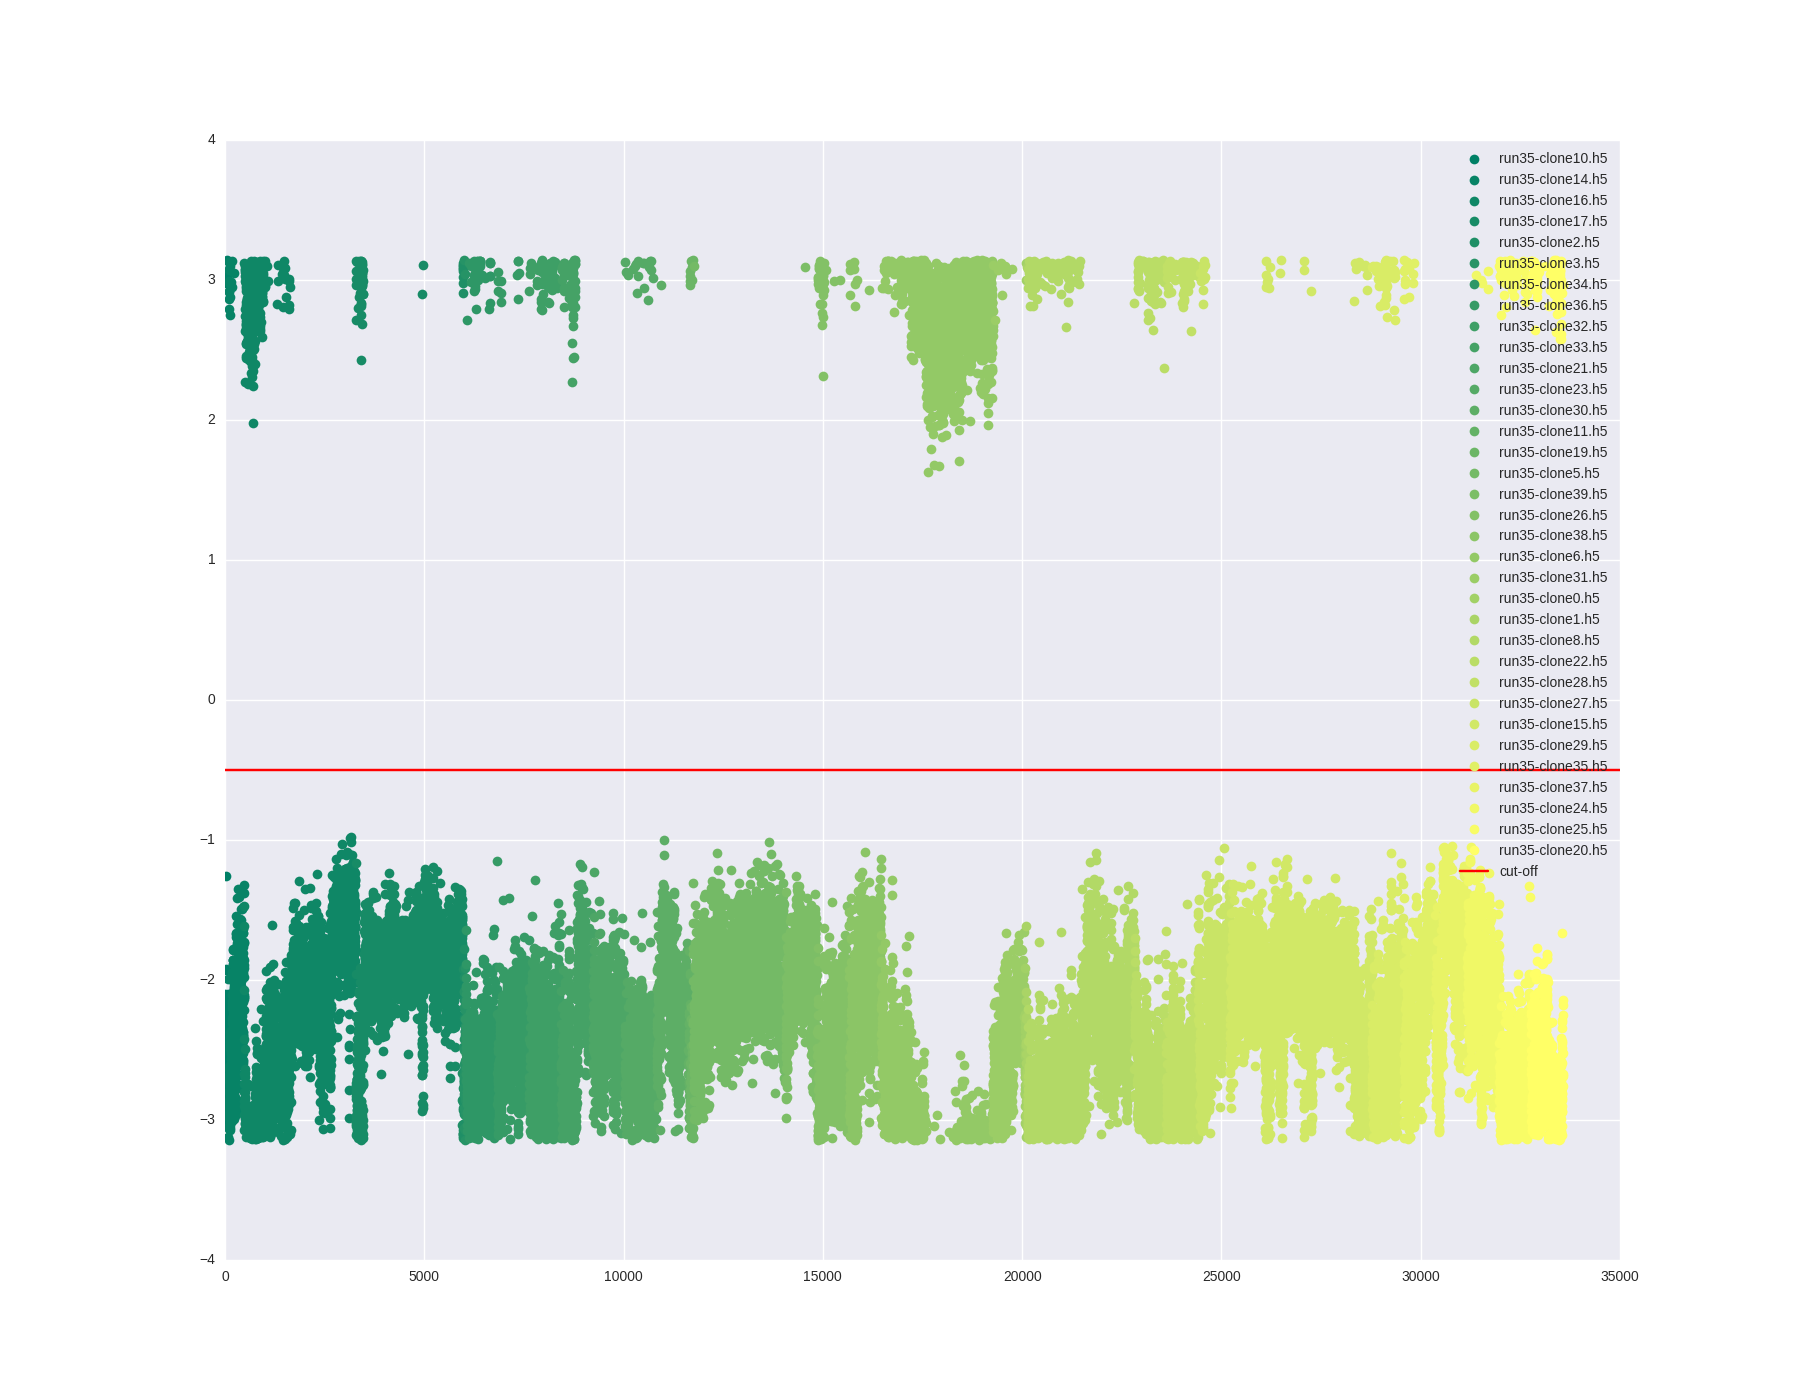 4
3
2
1
0
−1
−2
−3
−4
0
5000
10000
15000
20000
25000
30000
35000
run35-clone10.h5
run35-clone14.h5
run35-clone16.h5
run35-clone17.h5
run35-clone2.h5
run35-clone3.h5
run35-clone34.h5
run35-clone36.h5
run35-clone32.h5
run35-clone33.h5
run35-clone21.h5
run35-clone23.h5
run35-clone30.h5
run35-clone11.h5
run35-clone19.h5
run35-clone5.h5
run35-clone39.h5
run35-clone26.h5
run35-clone38.h5
run35-clone6.h5
run35-clone31.h5
run35-clone0.h5
run35-clone1.h5
run35-clone8.h5
run35-clone22.h5
run35-clone28.h5
run35-clone27.h5
run35-clone15.h5
run35-clone29.h5
run35-clone35.h5
run35-clone37.h5
run35-clone24.h5
run35-clone25.h5
run35-clone20.h5
cut-off